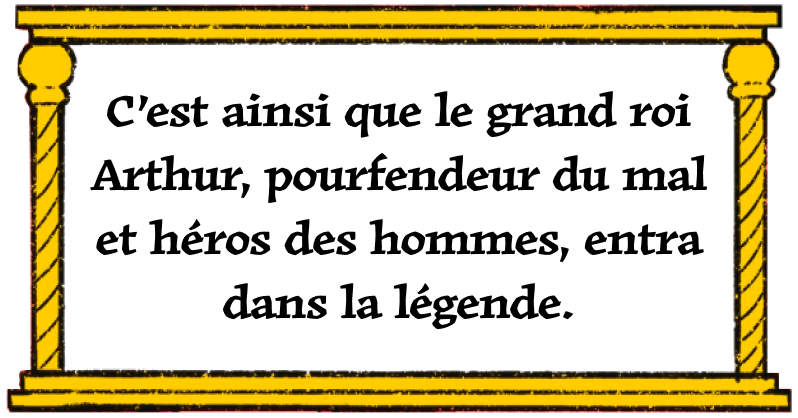 C'est ainsi que le grand roi
Arthur, pourfendeur du mal
et héros des hommes, entra
dans la légende.